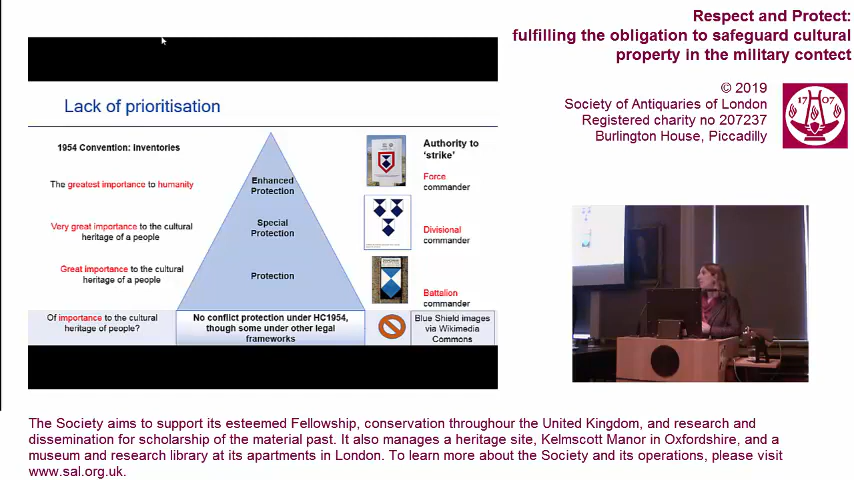 Respect and Protect:
fulfilling the obligation to safeguard cultural
property in the military contect
© 2019
Society of Antiquaries of London
Registered charity no 207237
Burlington House, Piccadilly
17 07
Lack of prioritisation
1954 Convention: Inventories
Authority to
'strike'
The greatest importance to humanity
Enhanced
Protection
Force
commander
Very great importance to the cultural
heritage of a people
Special
Protection
Divisional
commander
Great importance to the cultural
heritage of a people
Protection
Battalion
commander
Of importance to the cultural
heritage of people?
No conflict protection under HC1954,
though some under other legal
frameworks
Blue Shield images
via Wikimedia
Commons
The Society aims to support its esteemed Fellowship, conservation throughour the United Kingdom, and research and
dissemination for scholarship of the material past. It also manages a heritage site, Kelmscott Manor in Oxfordshire, and a
museum and research library at its apartments in London. To learn more about the Society and its operations, please visit
www.sal.org.uk.